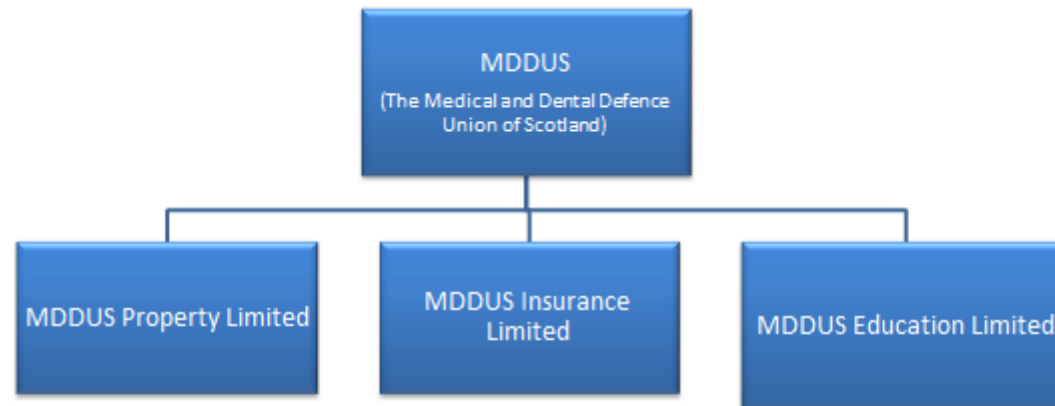 MDDUS
(The Medical and Dental Defence
Union of Scotland)
MDDUS Property Limited
MDDUS Insurance
Limited
MDDUS Education Limited